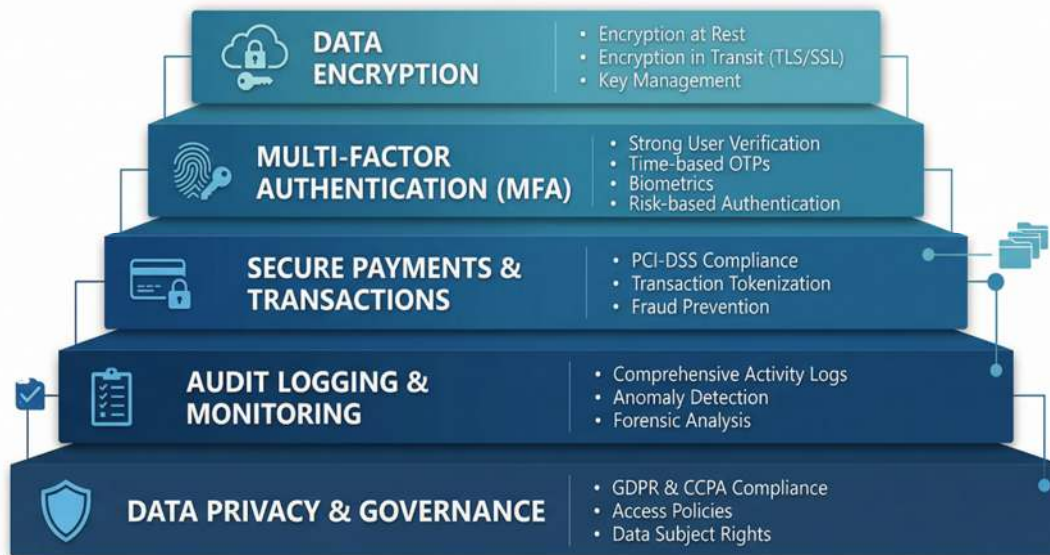 DATA
ENCRYPTION
• Encryption at Rest
• Encryption in Transit (TLS/SSL)
• Key Management
MULTI-FACTOR
AUTHENTICATION (MFA)
• Strong User Verification
• Time-based OTPs
• Biometrics
• Risk-based Authentication
SECURE PAYMENTS &
TRANSACTIONS
• PCI-DSS Compliance
• Transaction Tokenization
• Fraud Prevention
AUDIT LOGGING &
MONITORING
• Comprehensive Activity Logs
• Anomaly Detection
• Forensic Analysis
DATA PRIVACY & GOVERNANCE
• GDPR & CCPA Compliance
• Access Policies
• Data Subject Rights